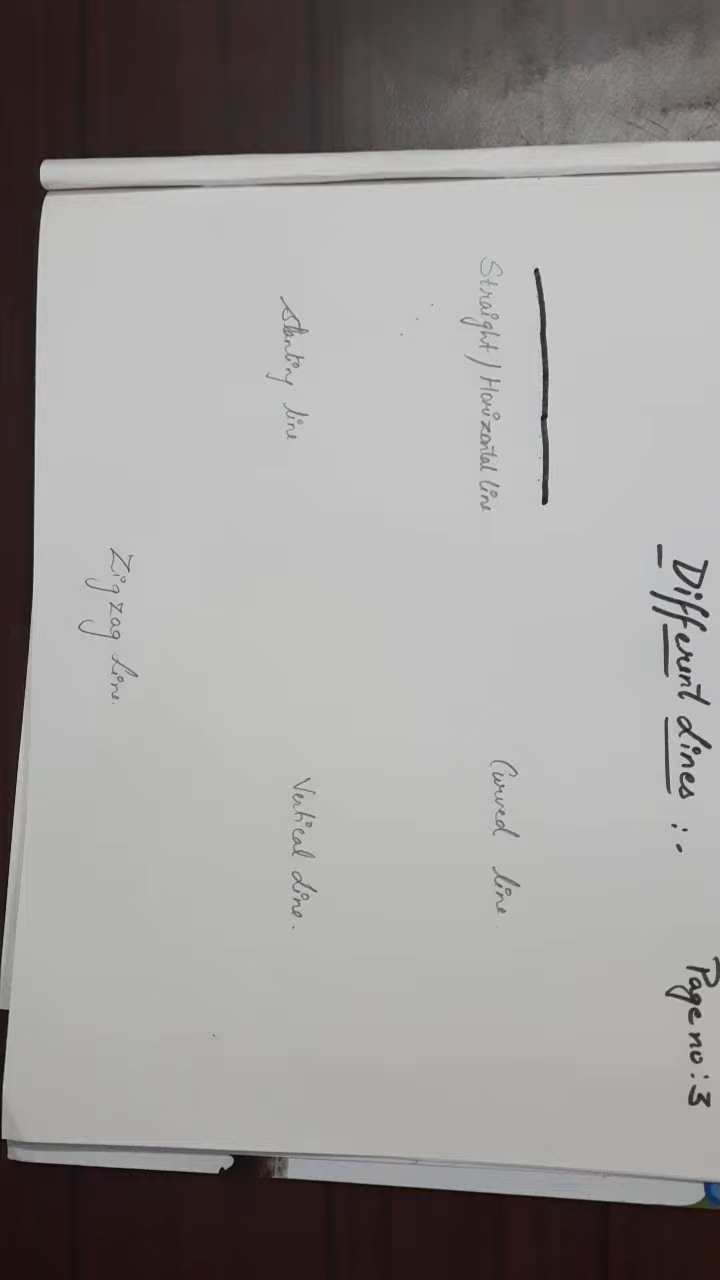 Page no:3
Different Lines :-
Straight/Horizontal line
Curved line.
Slanting line
Vertical Line.
Zigzag Line.